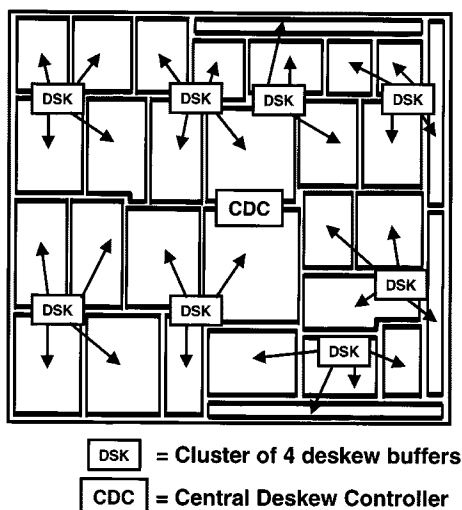 DSK DSK DSK DSK
CDC
DSK DSK DSK
DSK
DSK = Cluster of 4 deskew buffers
CDC = Central Deskew Controller